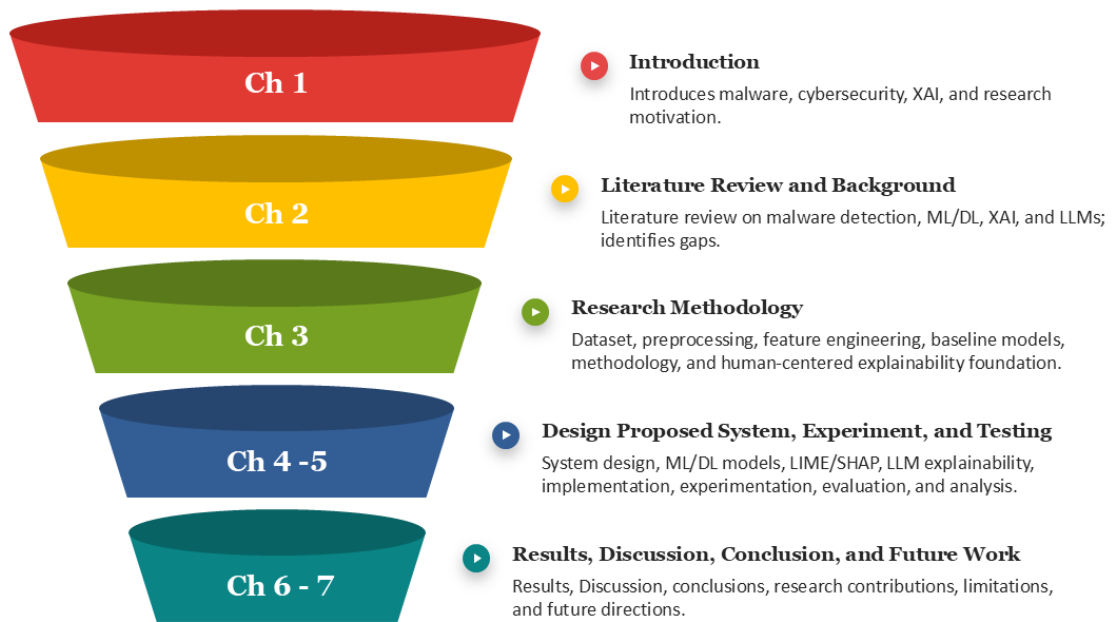 Ch 1
Introduction
Introduces malware, cybersecurity, XAI, and research
motivation.
Ch 2
Literature Review and Background
Literature review on malware detection, ML/DL, XAI, and LLMs;
identifies gaps.
Ch 3
Research Methodology
Dataset, preprocessing, feature engineering, baseline models,
methodology, and human-centered explainability foundation.
Ch 4 -5
Design Proposed System, Experiment, and Testing
System design, ML/DL models, LIME/SHAP, LLM explainability,
implementation, experimentation, evaluation, and analysis.
Ch 6 - 7
Results, Discussion, Conclusion, and Future Work
Results, Discussion, conclusions, research contributions, limitations,
and future directions.